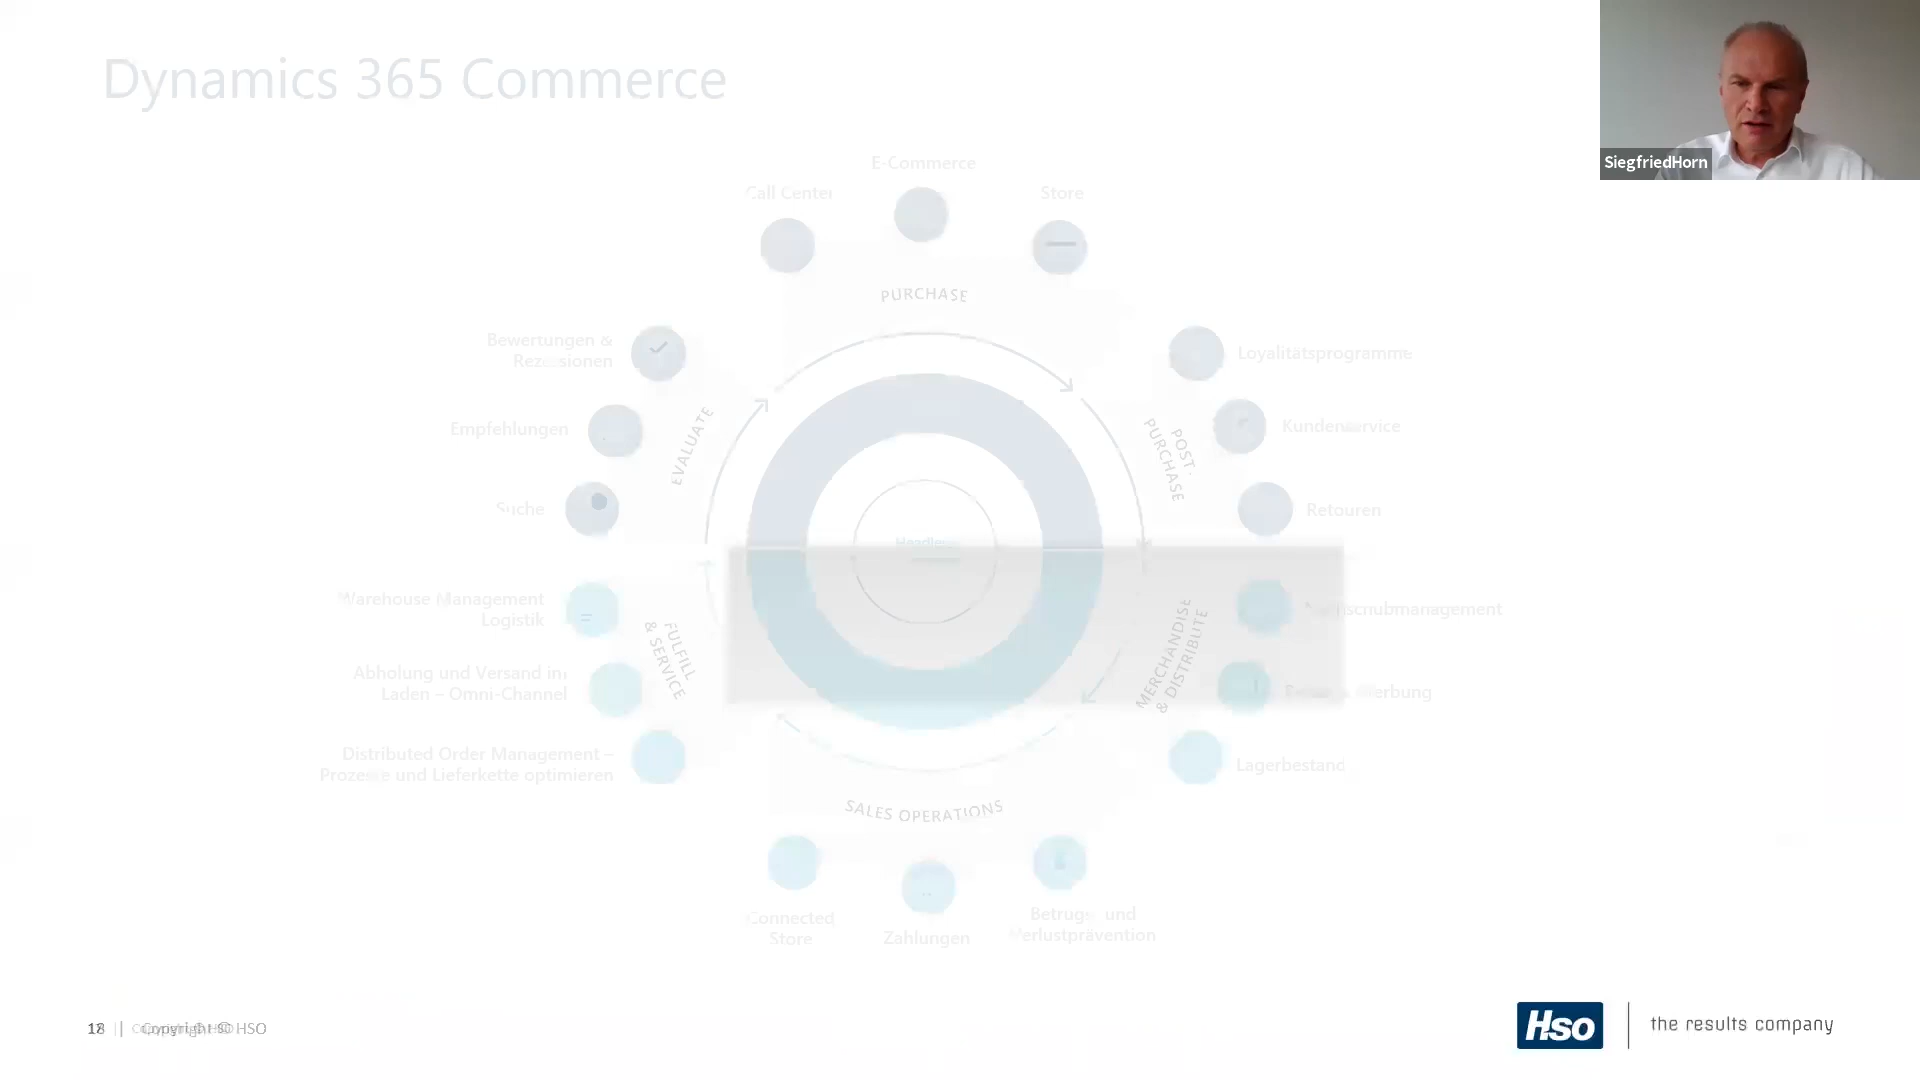 Dynamics 365 Commerce
SiegfriedHorn
E-Commerce
Call Center
Store
PURCHASE
Bewertungen &
Rezensionen
Loyalitätsprogramme
Empfehlungen
EVALUATE
POST-
PURCHASE
Kundenservice
Suche
Retouren
Headless
Warehouse Management
Logistik
FULFILL
& SERVICE
MERCHANDISE
& DISTRIBUTE
Abholung und Versand im
Laden – Omni-Channel
Werbung
Distributed Order Management –
Prozesse und Lieferkette optimieren
Lagerbestand
SALES OPERATIONS
Connected
Store
Zahlungen
Betrugs- und
Verlustprävention
| Copyright © HSO
Hso | the results company